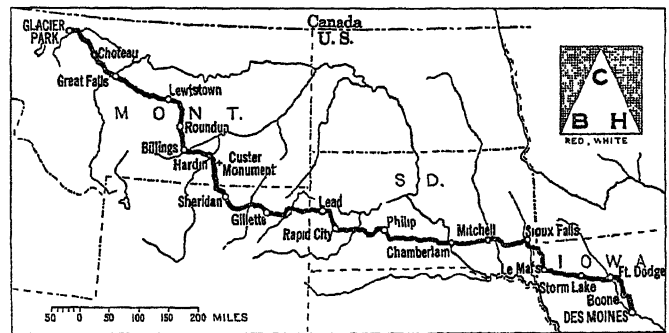 Canada
U. S.
GLACIER
PARK
Choteau
Great Falls
Lewistown
M O N T.
Roundup
Billings
Hardin
Custer
Monument
Sheridan
Gillette
Lead
Rapid City
S D.
Philip
Chamberlain
Mitchell
Sioux Falls
Le Mars
I O W A
Storm Lake
Ft. Dodge
Boone
DES MOINES
C
B H
RED, WHITE
50 0 50 100 150 200 MILES